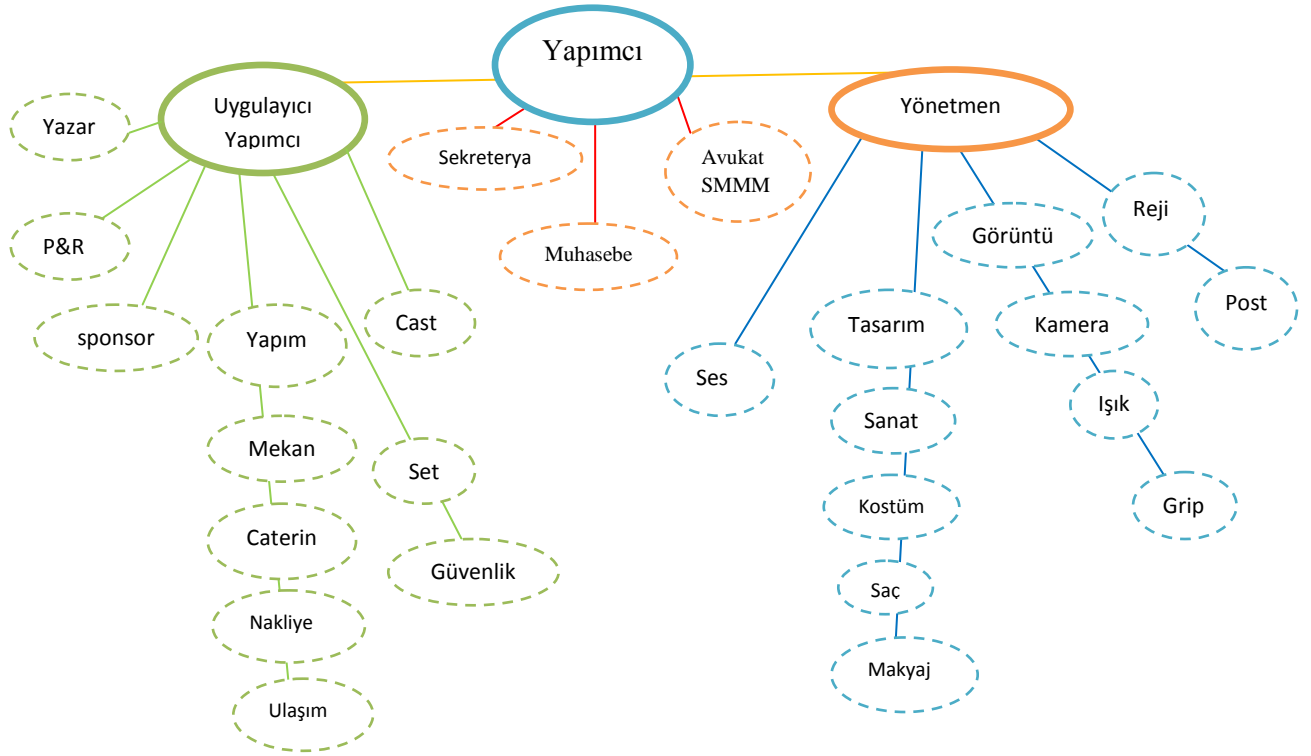 Yapımcı
Uygulayıcı
Yapımcı
Yönetmen
Yazar
Sekreterya
Avukat
SMMM
P&R
Muhasebe
Görüntü
Reji
sponsor
Yapım
Cast
Ses
Tasarım
Kamera
Post
Mekan
Set
Sanat
Işık
Caterin
Güvenlik
Kostüm
Grip
Nakliye
Saç
Ulaşım
Makyaj